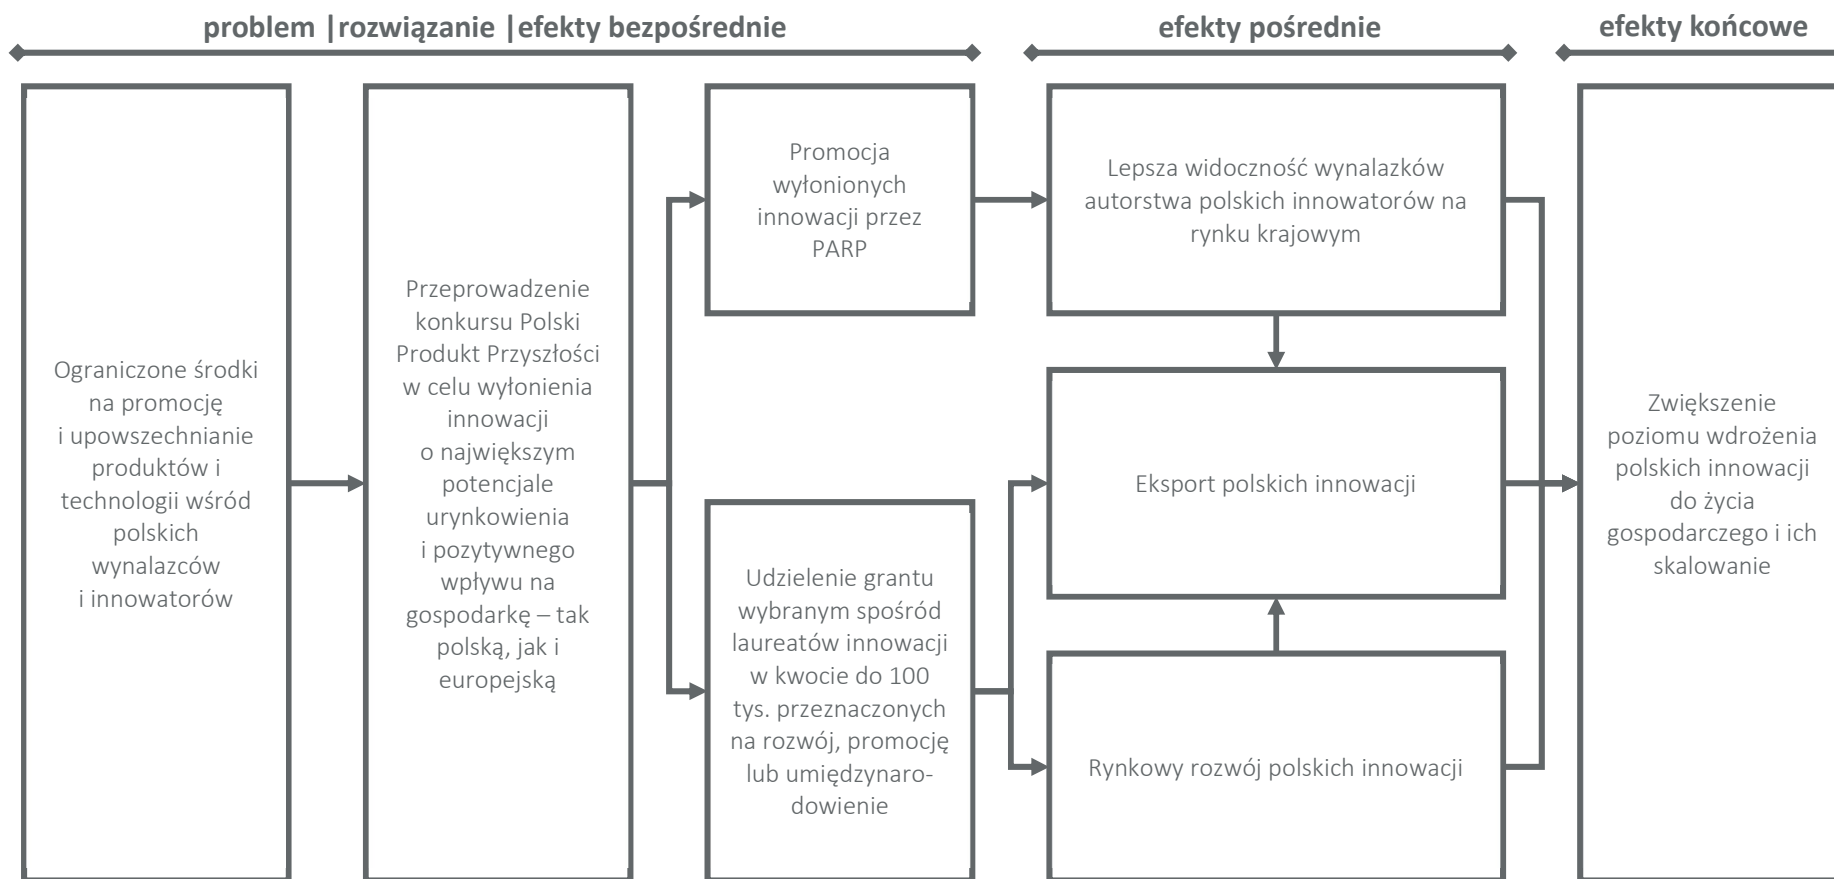 problem |rozwiązanie |efekty bezpośrednie
efekty pośrednie
efekty końcowe
Ograniczone środki
na promocję
i upowszechnianie
produktów i
technologii wśród
polskich
wynalazców
i innowatorów
Przeprowadzenie
konkursu Polski
Produkt Przyszłości
w celu wyłonienia
innowacji
o największym
potencjale
urynkowienia
i pozytywnego
wpływu na
gospodarkę – tak
polską, jak i
europejską
Promocja
wyłonionych
innowacji przez
PARP
Udzielenie grantu
wybranym spośród
laureatów innowacji
w kwocie do 100
tys. przeznaczonych
na rozwój, promocję
lub umiędzynaro-
dowienie
Lepsza widoczność wynalazków
autorstwa polskich innowatorów na
rynku krajowym
Eksport polskich innowacji
Rynkowy rozwój polskich innowacji
Zwiększenie
poziomu wdrożenia
polskich innowacji
do życia
gospodarczego i ich
skalowanie